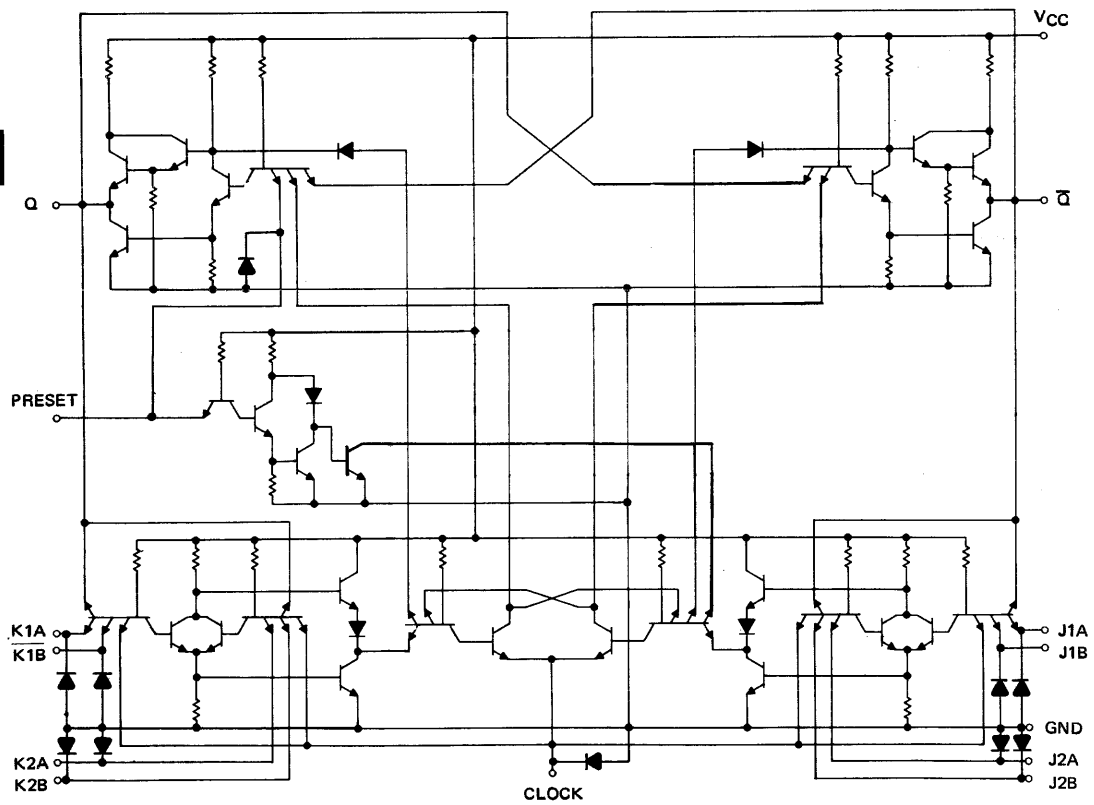 VCC
Q
Q̅
PRESET
K1A
K1B
J1A
J1B
GND
K2A
K2B
J2A
J2B
CLOCK